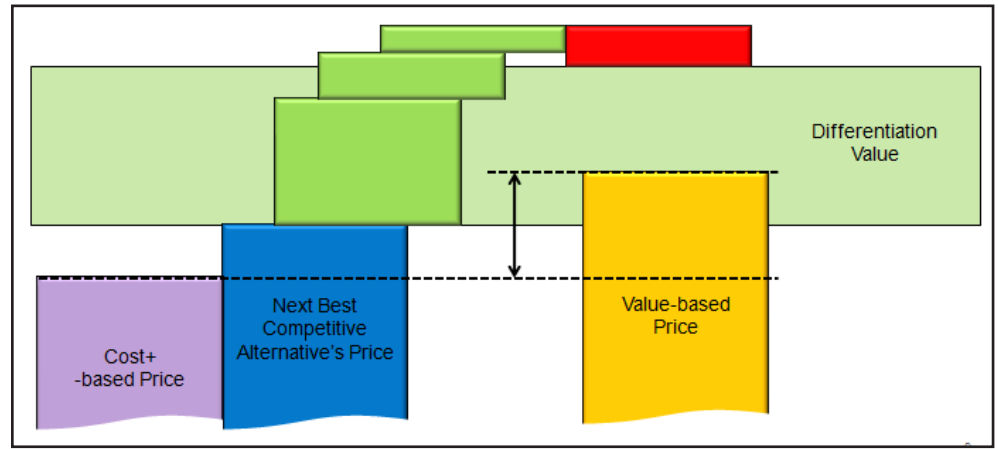 Differentiation
Value
Next Best
Competitive
Alternative's Price
Value-based
Price
Cost+
-based Price